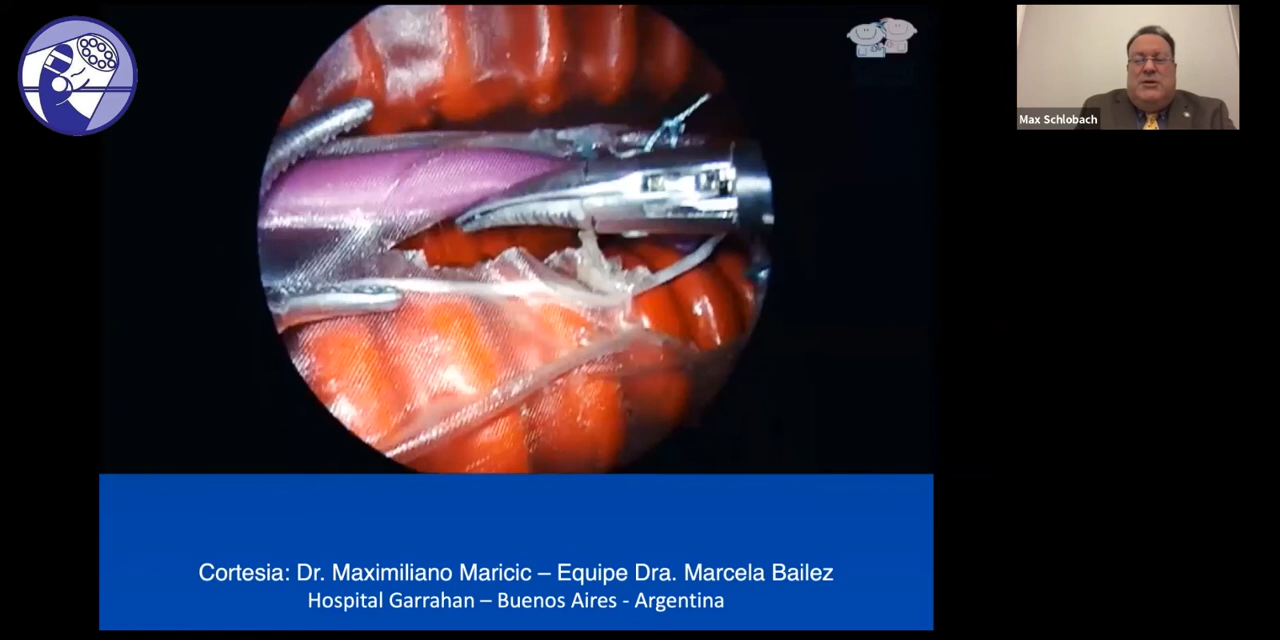 Max Schlobach
Cortesia: Dr. Maximiliano Maricic – Equipe Dra. Marcela Bailez
Hospital Garrahan – Buenos Aires - Argentina